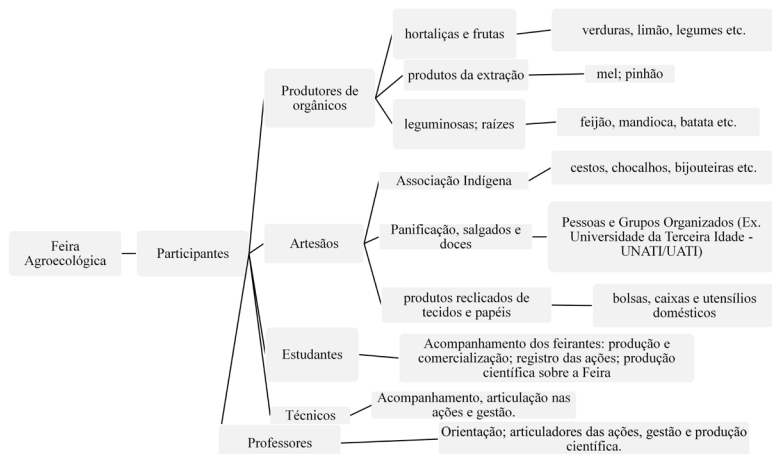 Feira
Agroecológica
Participantes
Produtores de
orgânicos
hortaliças e frutas
verduras, limão, legumes etc.
produtos da extração
mel; pinhão
leguminosas; raízes
feijão, mandioca, batata etc.
Artesãos
Associação Indígena
cestos, chocalhos, bijouteiras etc.
Panificação, salgados e
doces
Pessoas e Grupos Organizados (Ex.
Universidade da Terceira Idade -
UNATI/UATI)
produtos reclicados de
tecidos e papéis
bolsas, caixas e utensílios
domésticos
Estudantes
Acompanhamento dos feirantes: produção e
comercialização; registro das ações; produção
científica sobre a Feira
Técnicos
Acompanhamento, articulação nas
ações e gestão.
Professores
Orientação; articuladores das ações, gestão e produção
científica.